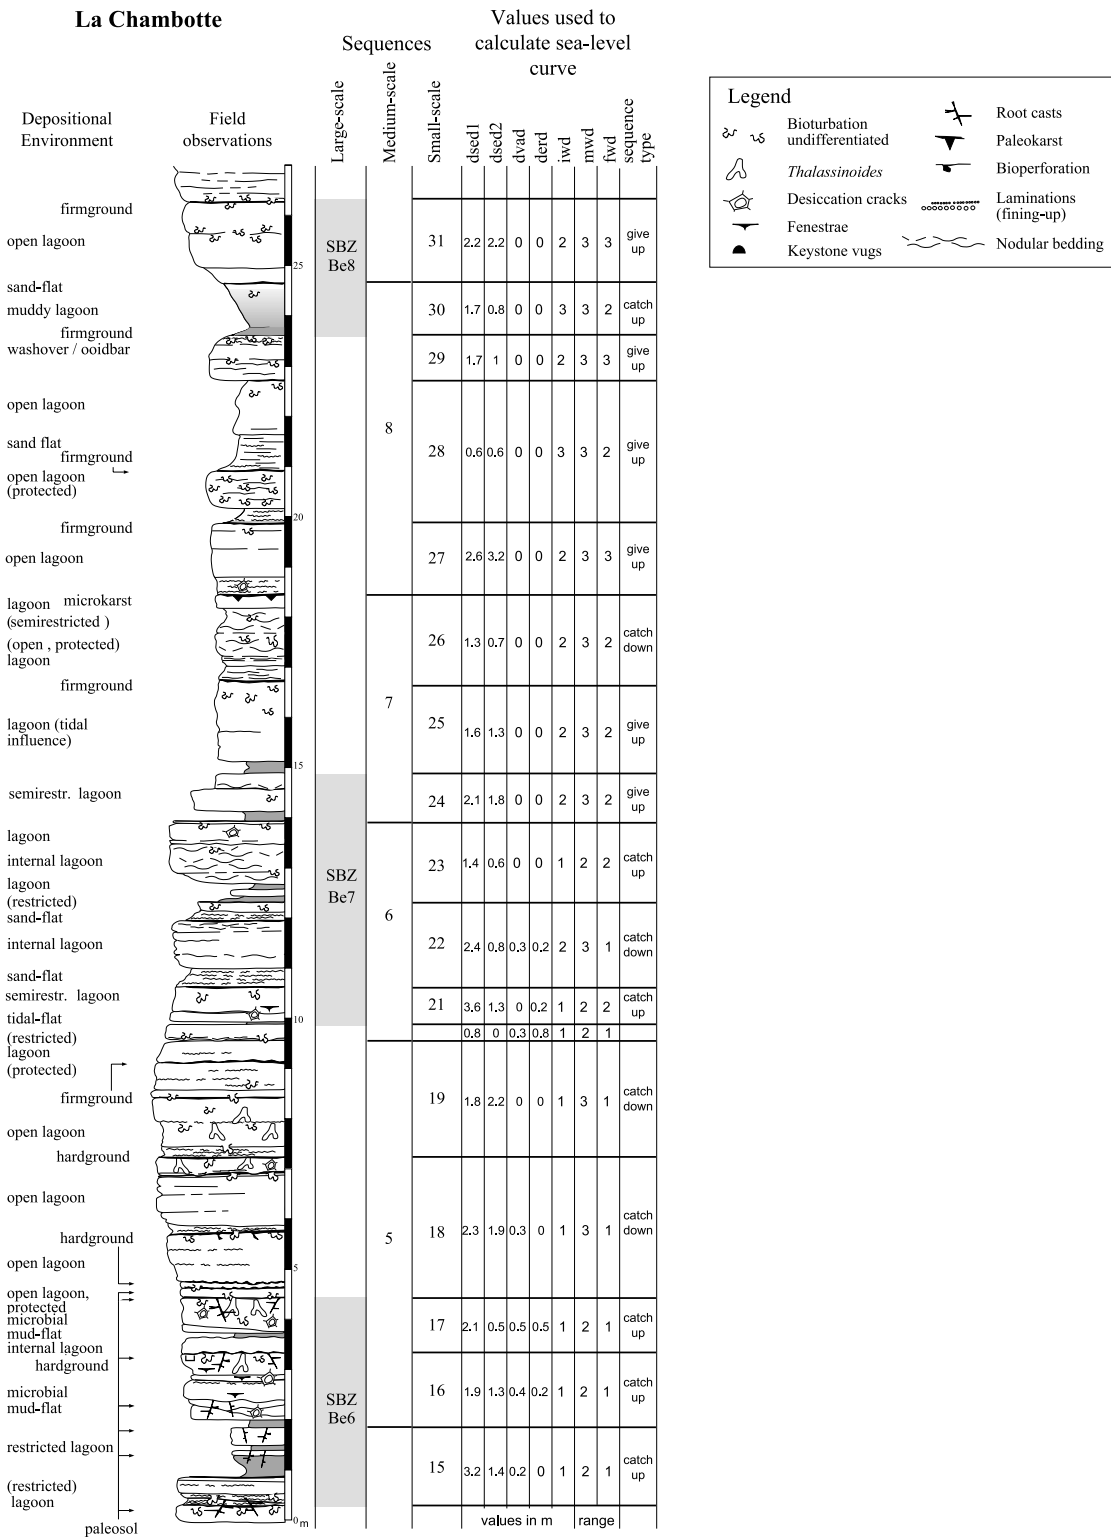 La Chambotte
Values used to
calculate sea-level
curve
Sequences
Depositional
Environment
Field
observations
Large-scale
Medium-scale
Small-scale
dsed1
dsed2
dvad
derd
iwd
mwd
fwd
sequence
type
Legend
Bioturbation
undifferentiated
Thalassinoides
Desiccation cracks
Fenestrae
Keystone vugs
Root casts
Paleokarst
Bioperforation
Laminations
(fining-up)
Nodular bedding
firmground
open lagoon
sand-flat
muddy lagoon
firmground
washover / ooidbar
open lagoon
sand flat
firmground
open lagoon
(protected)
firmground
open lagoon
lagoon microkarst
(semirestricted )
(open , protected)
lagoon
firmground
lagoon (tidal
influence)
semirestr. lagoon
lagoon
internal lagoon
lagoon
(restricted)
sand-flat
internal lagoon
sand-flat
semirestr. lagoon
tidal-flat
(restricted)
lagoon
(protected)
firmground
open lagoon
hardground
open lagoon
hardground
open lagoon
open lagoon,
protected
microbial
mud-flat
internal lagoon
hardground
microbial
mud-flat
restricted lagoon
(restricted)
lagoon
paleosol
25
20
15
10
5
0 m
SBZ
Be8
SBZ
Be7
SBZ
Be6
8
7
6
5
31 2.2 2.2 0 0 2 3 3 give up
30 1.7 0.8 0 0 3 3 2 catch up
29 1.7 1 0 0 2 3 3 give up
28 0.6 0.6 0 0 3 3 2 give up
27 2.6 3.2 0 0 2 3 3 give up
26 1.3 0.7 0 0 2 3 2 catch down
25 1.6 1.3 0 0 2 3 2 give up
24 2.1 1.8 0 0 2 3 2 give up
23 1.4 0.6 0 0 1 2 2 catch up
22 2.4 0.8 0.3 0.2 2 3 1 catch down
21 3.6 1.3 0 0.2 1 2 2 catch up
0.8 0 0.3 0.8 1 2 1
19 1.8 2.2 0 0 1 3 1 catch down
18 2.3 1.9 0.3 0 1 3 1 catch down
17 2.1 0.5 0.5 0.5 1 2 1 catch up
16 1.9 1.3 0.4 0.2 1 2 1 catch up
15 3.2 1.4 0.2 0 1 2 1 catch up
values in m range